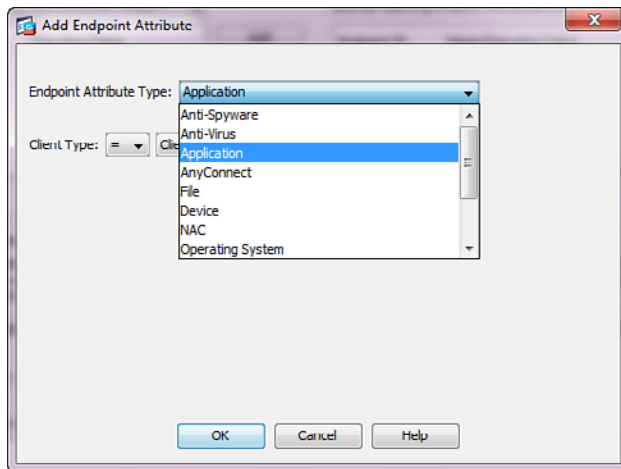 Add Endpoint Attribute
Endpoint Attribute Type: Application
Anti-Spyware
Anti-Virus
Client Type: = Clie
Application
AnyConnect
File
Device
NAC
Operating System
OK Cancel Help